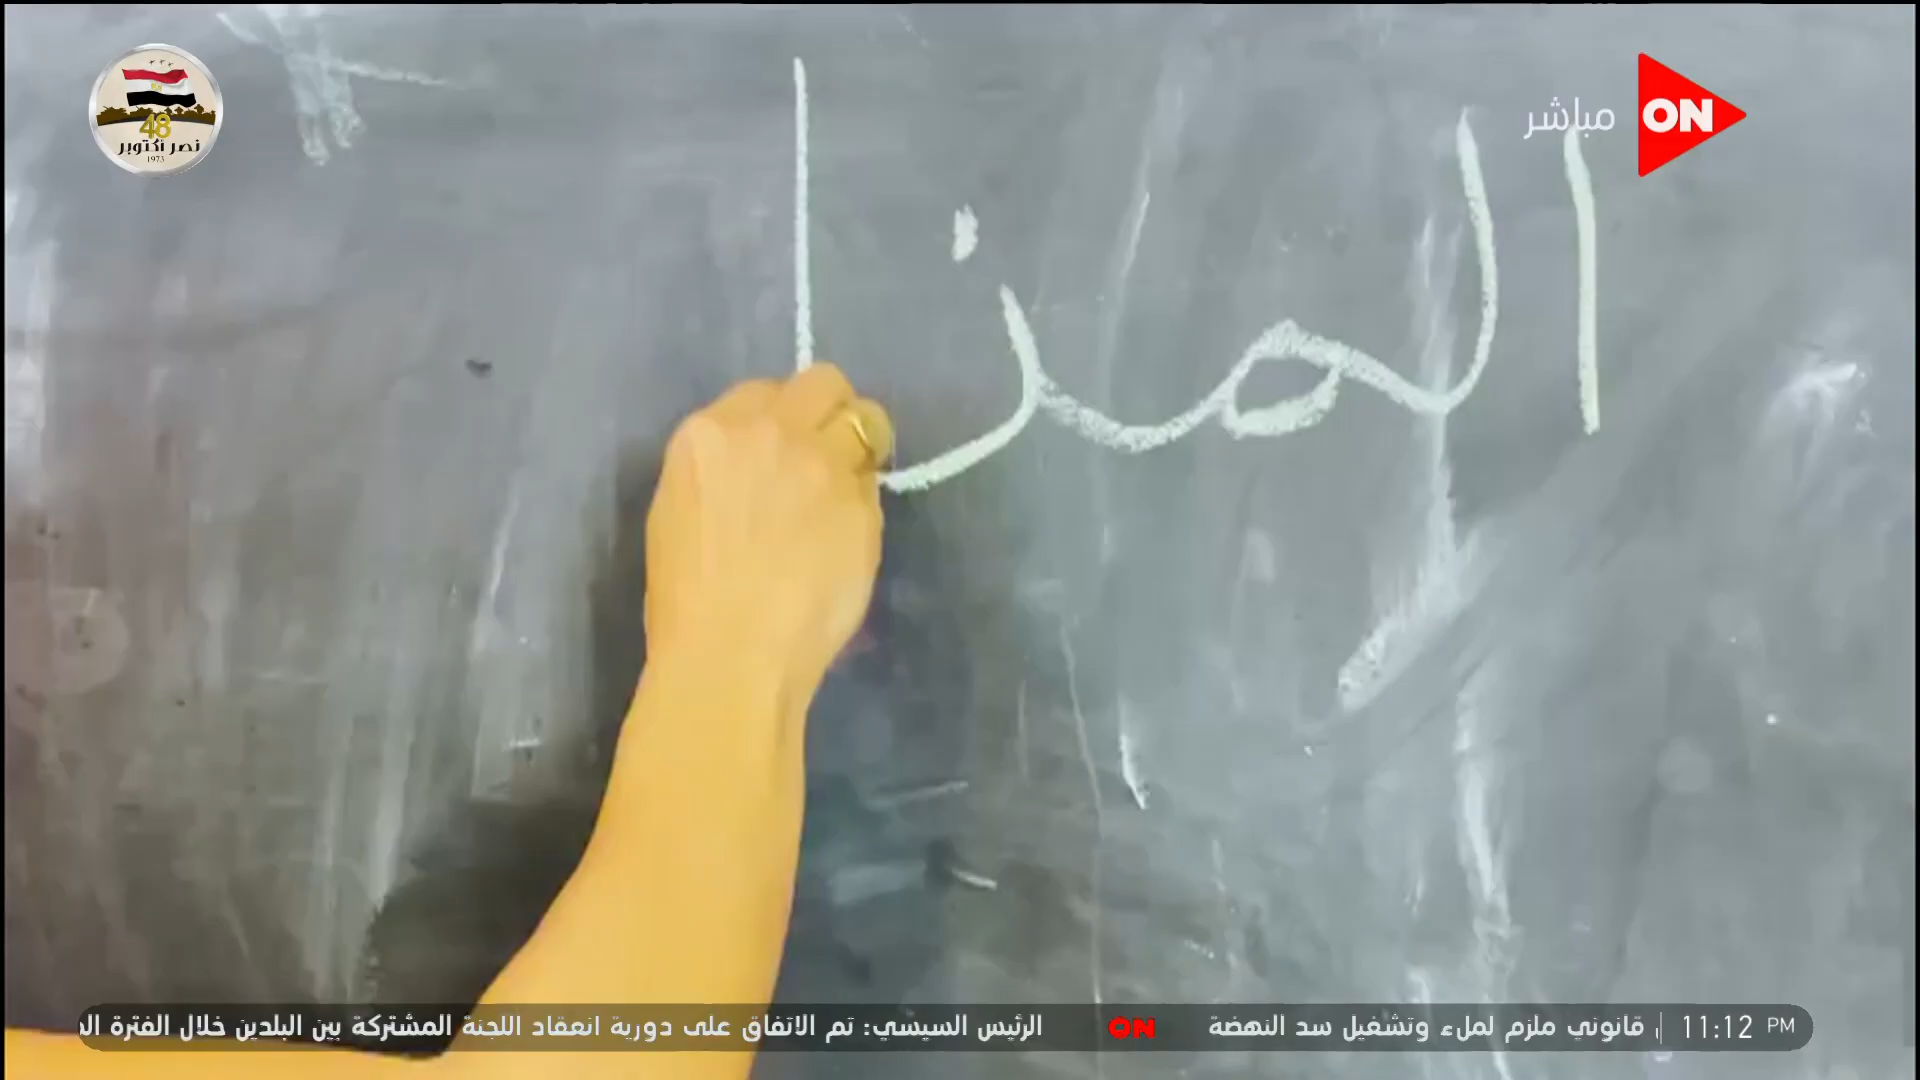 مباشر ON
48
نصر أكتوبر
1973
المزا
11:12 PM
قانوني ملزم لملء وتشغيل سد النهضة ON الرئيس السيسي: تم الاتفاق على دورية انعقاد اللجنة المشتركة بين البلدين خلال الفترة